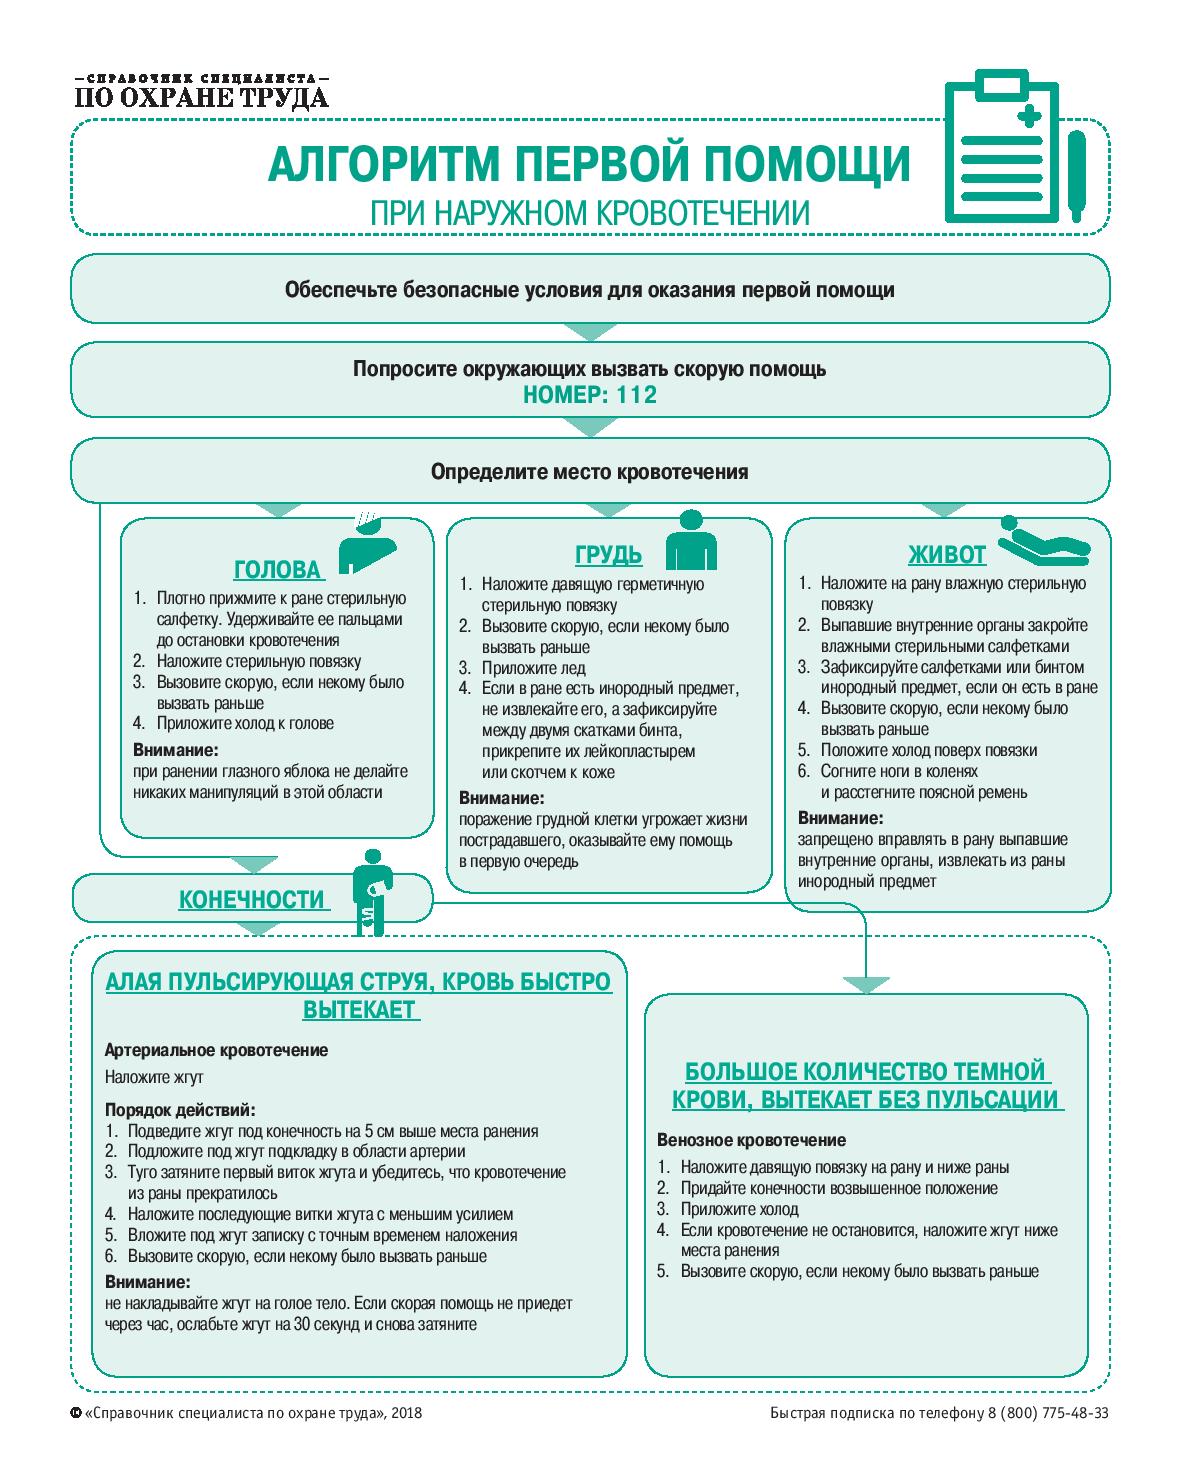 СПРАВОЧНИК СПЕЦИАЛИСТА
ПО ОХРАНЕ ТРУДА
АЛГОРИТМ ПЕРВОЙ ПОМОЩИ
ПРИ НАРУЖНОМ КРОВОТЕЧЕНИИ
Обеспечьте безопасные условия для оказания первой помощи
Попросите окружающих вызвать скорую помощь
НОМЕР: 112
Определите место кровотечения
ГОЛОВА
1. Плотно прижмите к ране стерильную
салфетку. Удерживайте ее пальцами
до остановки кровотечения
2. Наложите стерильную повязку
3. Вызовите скорую, если некому было
вызвать раньше
4. Приложите холод к голове
Внимание:
при ранении глазного яблока не делайте
никаких манипуляций в этой области
ГРУДЬ
1. Наложите давящую герметичную
стерильную повязку
2. Вызовите скорую, если некому было
вызвать раньше
3. Приложите лед
4. Если в ране есть инородный предмет,
не извлекайте его, а зафиксируйте
между двумя скатками бинта,
прикрепите их лейкопластырем
или скотчем к коже
Внимание:
поражение грудной клетки угрожает жизни
пострадавшего, оказывайте ему помощь
в первую очередь
ЖИВОТ
1. Наложите на рану влажную стерильную
повязку
2. Выпавшие внутренние органы закройте
влажными стерильными салфетками
3. Зафиксируйте салфетками или бинтом
инородный предмет, если он есть в ране
4. Вызовите скорую, если некому было
вызвать раньше
5. Положите холод поверх повязки
6. Согните ноги в коленях
и расстегните поясной ремень
Внимание:
запрещено вправлять в рану выпавшие
внутренние органы, извлекать из раны
инородный предмет
КОНЕЧНОСТИ
АЛАЯ ПУЛЬСИРУЮЩАЯ СТРУЯ, КРОВЬ БЫСТРО
ВЫТЕКАЕТ
Артериальное кровотечение
Наложите жгут
Порядок действий:
1. Подведите жгут под конечность на 5 см выше места ранения
2. Подложите под жгут подкладку в области артерии
3. Туго затяните первый виток жгута и убедитесь, что кровотечение
из раны прекратилось
4. Наложите последующие витки жгута с меньшим усилием
5. Вложите под жгут записку с точным временем наложения
6. Вызовите скорую, если некому было вызвать раньше
Внимание:
не накладывайте жгут на голое тело. Если скорая помощь не приедет
через час, ослабьте жгут на 30 секунд и снова затяните
БОЛЬШОЕ КОЛИЧЕСТВО ТЕМНОЙ
КРОВИ, ВЫТЕКАЕТ БЕЗ ПУЛЬСАЦИИ
Венозное кровотечение
1. Наложите давящую повязку на рану и ниже раны
2. Придайте конечности возвышенное положение
3. Приложите холод
4. Если кровотечение не остановится, наложите жгут ниже
места ранения
5. Вызовите скорую, если некому было вызвать раньше
«Справочник специалиста по охране труда», 2018
Быстрая подписка по телефону 8 (800) 775-48-33